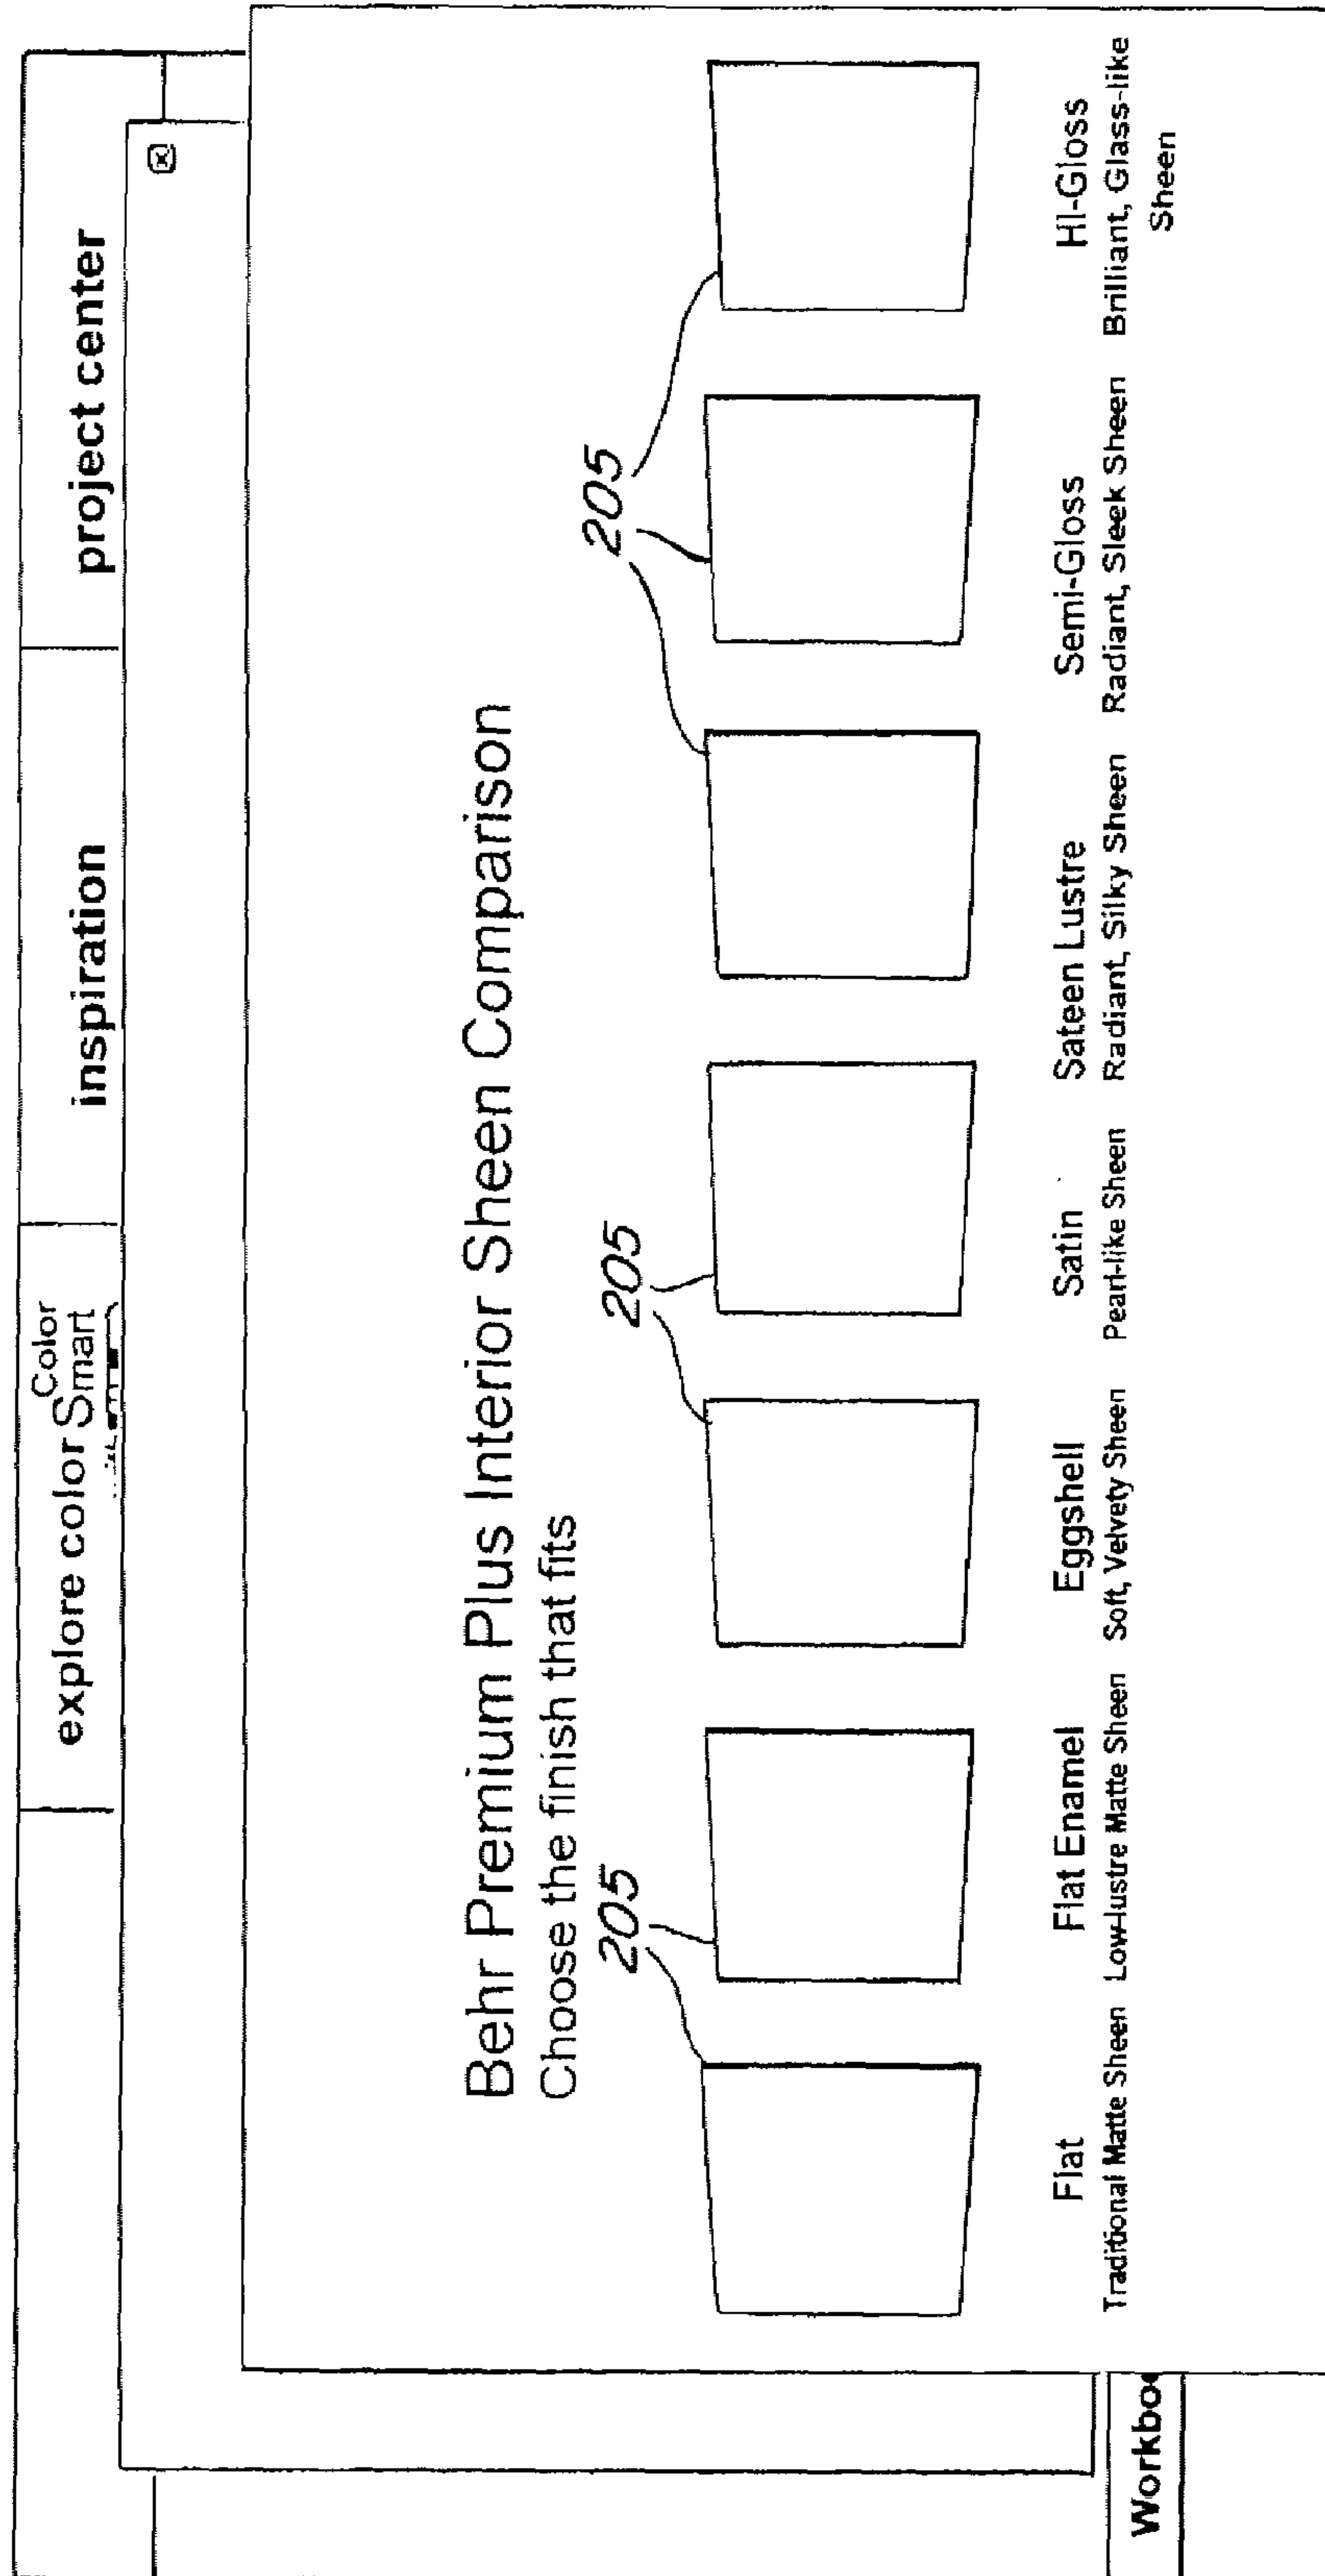 Color
explore color Smart
inspiration
project center
Behr Premium Plus Interior Sheen Comparison
Choose the finish that fits
205
205
205
Flat
Traditional Matte Sheen
Flat Enamel
Low-lustre Matte Sheen
Eggshell
Soft, Velvety Sheen
Satin
Pearl-like Sheen
Sateen Lustre
Radiant, Silky Sheen
Semi-Gloss
Radiant, Sleek Sheen
Hi-Gloss
Brilliant, Glass-like
Sheen